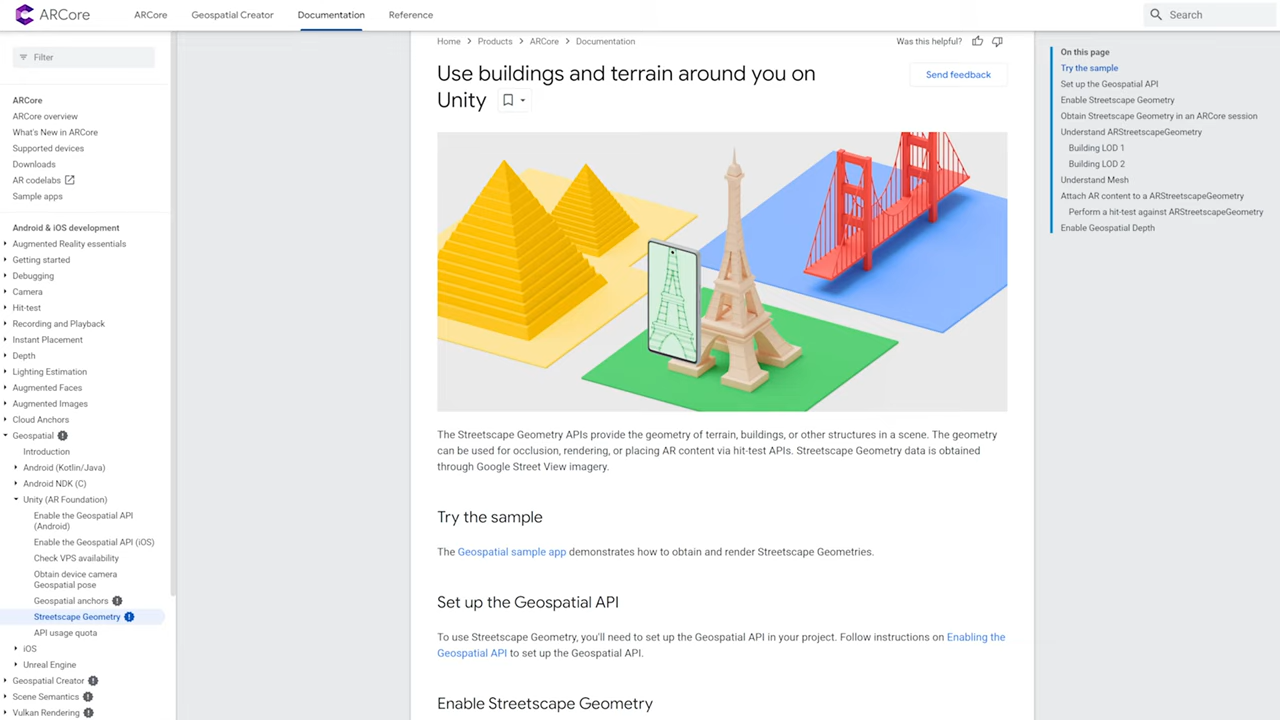 ARCore
ARCore
Geospatial Creator
Documentation
Reference
Search
Filter
ARCore
ARCore overview
What's New in ARCore
Supported devices
Downloads
AR codelabs
Sample apps
Android & iOS development
Augmented Reality essentials
Getting started
Debugging
Camera
Hit-test
Recording and Playback
Instant Placement
Depth
Lighting Estimation
Augmented Faces
Augmented Images
Cloud Anchors
Geospatial
Introduction
Android (Kotlin/Java)
Android NDK (C)
Unity (AR Foundation)
Enable the Geospatial API
(Android)
Enable the Geospatial API (iOS)
Check VPS availability
Obtain device camera
Geospatial pose
Geospatial anchors
Streetscape Geometry
API usage quota
iOS
Unreal Engine
Geospatial Creator
Scene Semantics
Vulkan Rendering
Home > Products > ARCore > Documentation
Was this helpful?
Use buildings and terrain around you on
Unity
Send feedback
The Streetscape Geometry APIs provide the geometry of terrain, buildings, or other structures in a scene. The geometry
can be used for occlusion, rendering, or placing AR content via hit-test APIs. Streetscape Geometry data is obtained
through Google Street View imagery.
Try the sample
The Geospatial sample app demonstrates how to obtain and render Streetscape Geometries.
Set up the Geospatial API
To use Streetscape Geometry, you'll need to set up the Geospatial API in your project. Follow instructions on Enabling the
Geospatial API to set up the Geospatial API.
Enable Streetscape Geometry
On this page
Try the sample
Set up the Geospatial API
Enable Streetscape Geometry
Obtain Streetscape Geometry in an ARCore session
Understand ARStreetscapeGeometry
Building LOD 1
Building LOD 2
Understand Mesh
Attach AR content to a ARStreetscapeGeometry
Perform a hit-test against ARStreetscapeGeometry
Enable Geospatial Depth